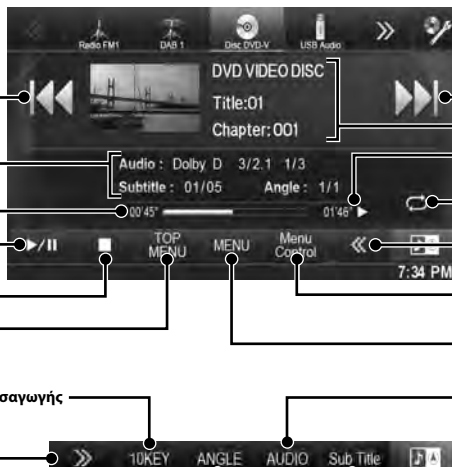 Radio FM1 DAB 1 Disc DVD-V USB Audio
DVD VIDEO DISC
Title:01
Chapter:001
Audio : Dolby D 3/2.1 1/3
Subtitle : 01/05 Angle : 1/1
00'45" 01'46"
TOP MENU MENU Menu Control
7:34 PM
σαγωγής
10KEY ANGLE AUDIO Sub Title